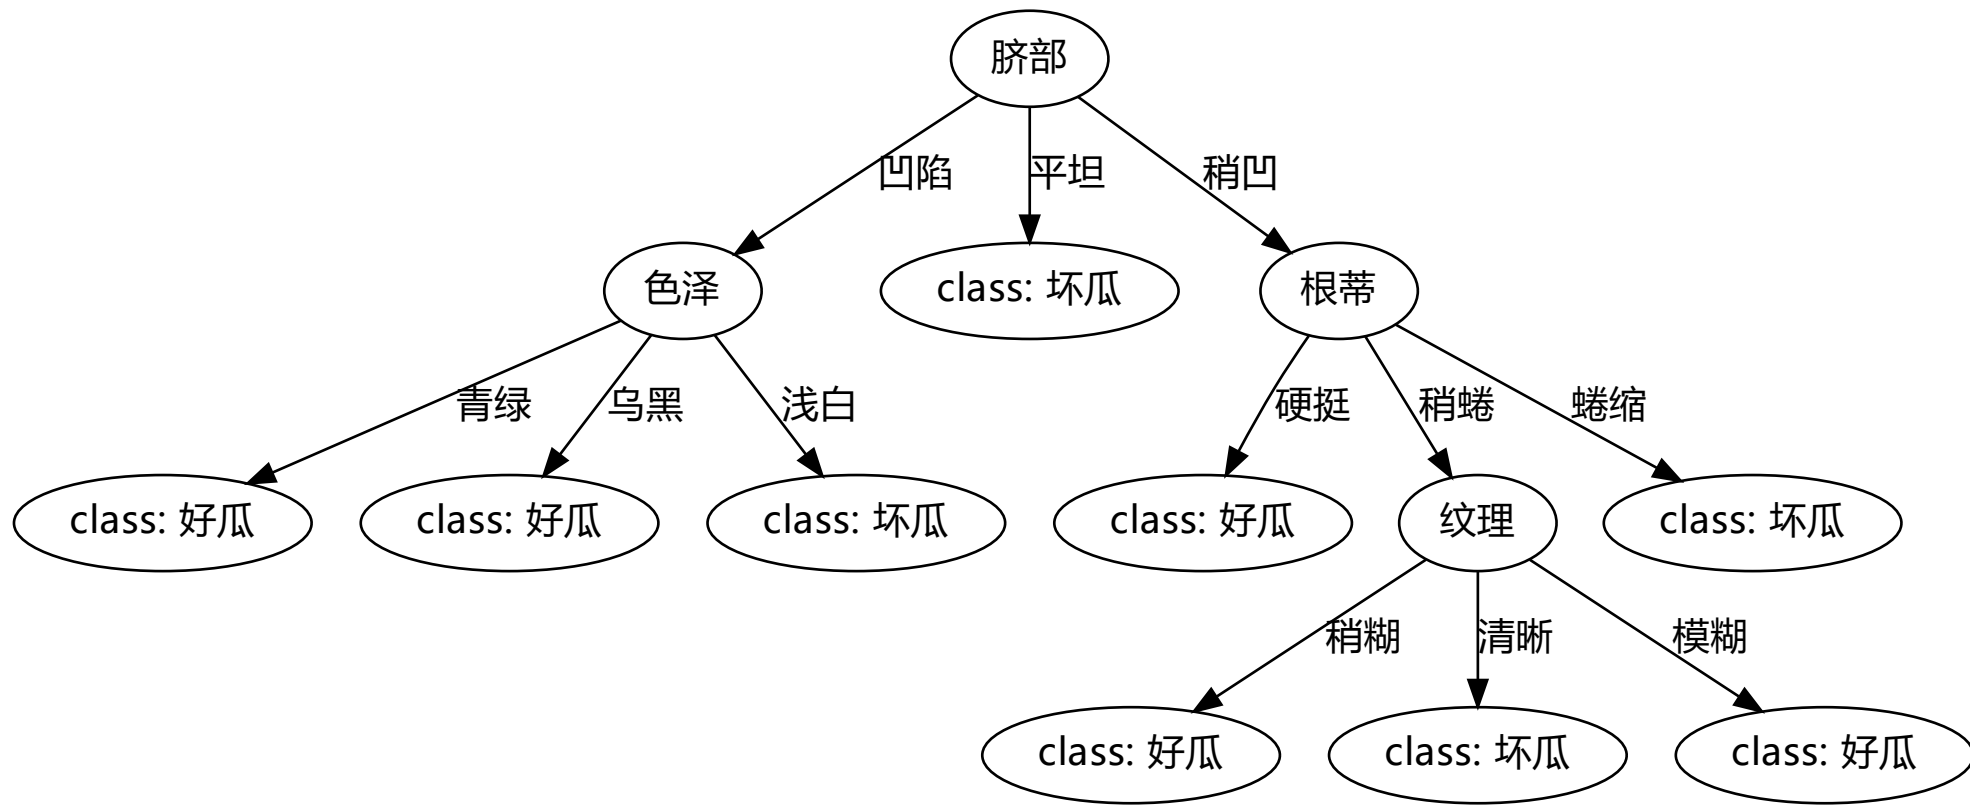 脐部
凹陷
平坦
稍凹
色泽
class: 坏瓜
根蒂
青绿
乌黑
浅白
硬挺
稍蜷
蜷缩
class: 好瓜
class: 好瓜
class: 坏瓜
class: 好瓜
纹理
class: 坏瓜
稍糊
清晰
模糊
class: 好瓜
class: 坏瓜
class: 好瓜